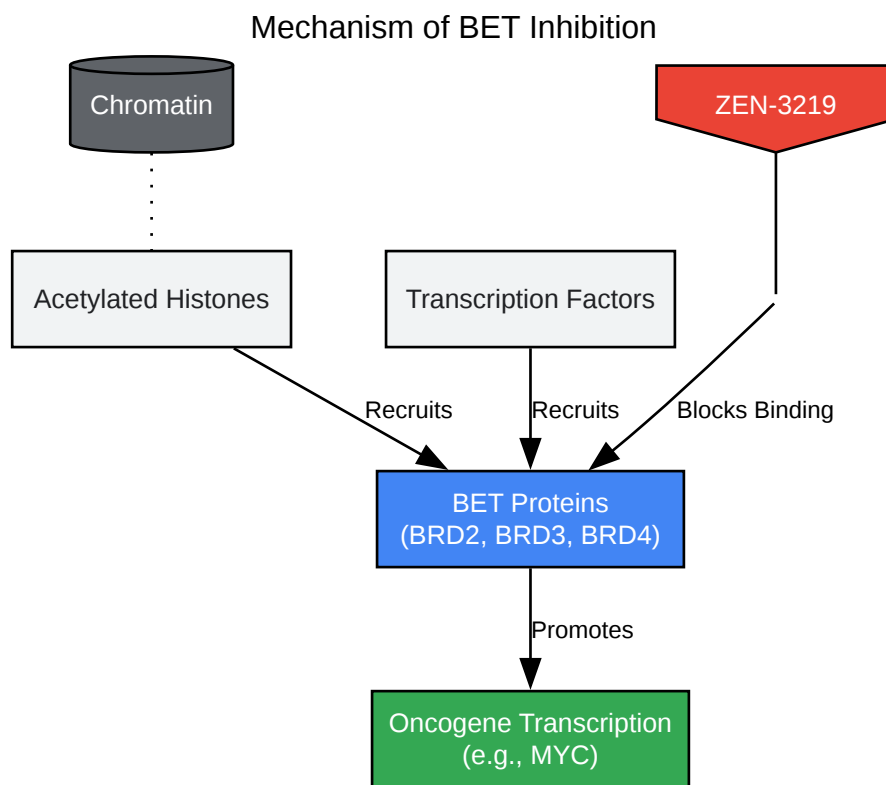 Mechanism of BET Inhibition
Chromatin
ZEN-3219
Acetylated Histones
Transcription Factors
Recruits
Recruits
Blocks Binding
BET Proteins
(BRD2, BRD3, BRD4)
Promotes
Oncogene Transcription
(e.g., MYC)